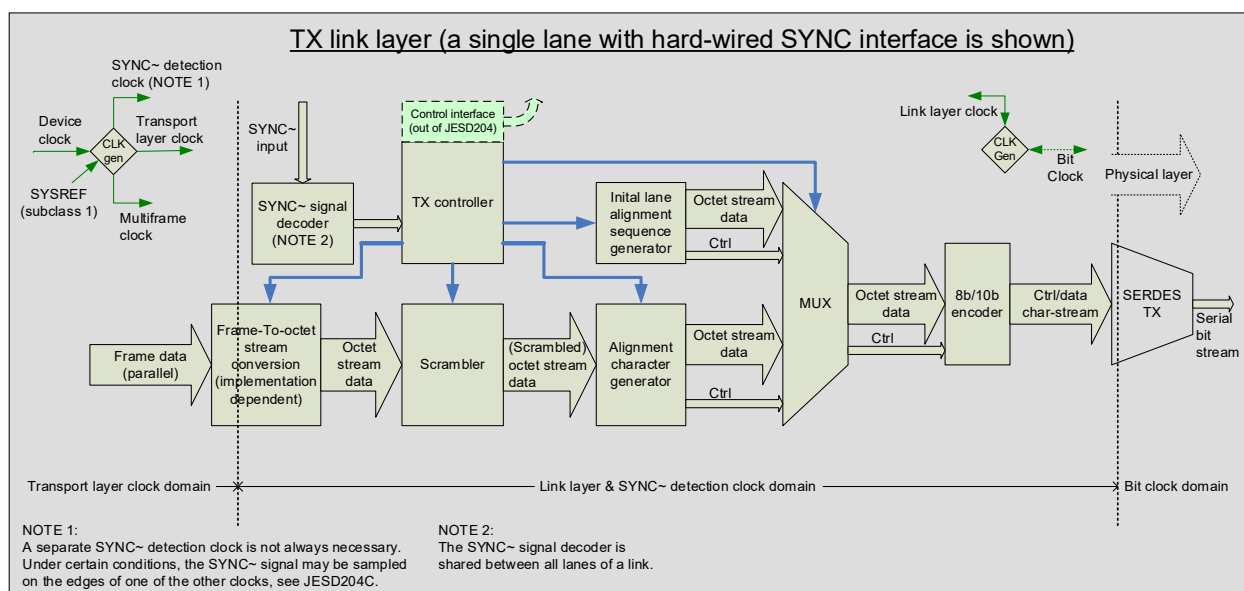 TX link layer (a single lane with hard-wired SYNC interface is shown)
SYNC~ detection
clock (NOTE 1)
Device
clock
Transport
layer clock
CLK
gen
SYSREF
(subclass 1)
Multiframe
clock
SYNC~
input
Control interface
(out of JESD204)
TX controller
SYNC~ signal
decoder
(NOTE 2)
Inital lane
alignment
sequence
generator
Octet stream
data
Ctrl
Link layer clock
CLK
Gen
Bit
Clock
Physical layer
MUX
Octet stream
data
Ctrl
8b/10b
encoder
Ctrl/data
char-stream
SERDES
TX
Serial
bit
stream
Frame data
(parallel)
Frame-To-octet
stream
conversion
(implementation
dependent)
Octet
stream
data
Scrambler
(Scrambled)
octet stream
data
Alignment
character
generator
Octet stream
data
Ctrl
Transport layer clock domain
Link layer & SYNC~ detection clock domain
Bit clock domain
NOTE 1:
A separate SYNC~ detection clock is not always necessary.
Under certain conditions, the SYNC~ signal may be sampled
on the edges of one of the other clocks, see JESD204C.
NOTE 2:
The SYNC~ signal decoder is
shared between all lanes of a link.